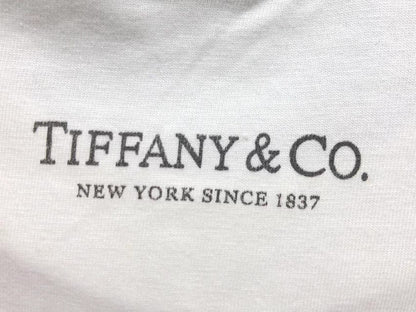 TIFFANY & CO.
NEW YORK SINCE 1837